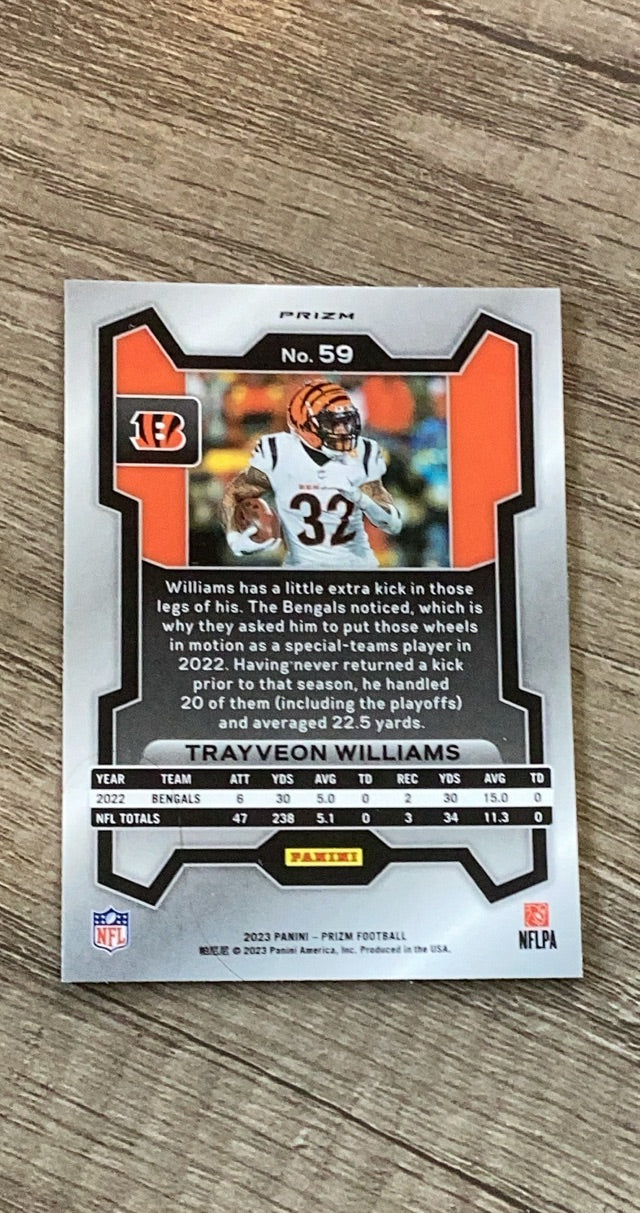 PRIZM
No. 59
B
BENGALS
32
Williams has a little extra kick in those
legs of his. The Bengals noticed, which is
why they asked him to put those wheels
in motion as a special-teams player in
2022. Having never returned a kick
prior to that season, he handled
20 of them (including the playoffs)
and averaged 22.5 yards.
TRAYVEON WILLIAMS
YEAR TEAM ATT YDS AVG TD REC YDS AVG TD
2022 BENGALS 6 30 5.0 0 2 30 15.0 0
NFL TOTALS 47 238 5.1 0 3 34 11.3 0
PANINI
NFL
NFLPA
2023 PANINI – PRIZM FOOTBALL
帕尼尼 © 2023 Panini America, Inc. Produced in the USA.